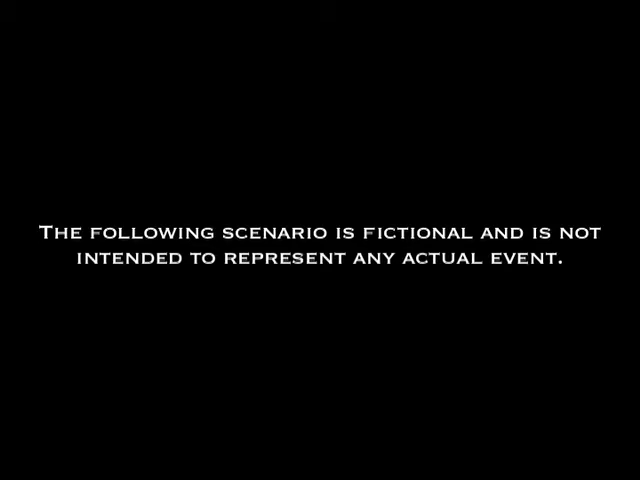 The following scenario is fictional and is not
intended to represent any actual event.